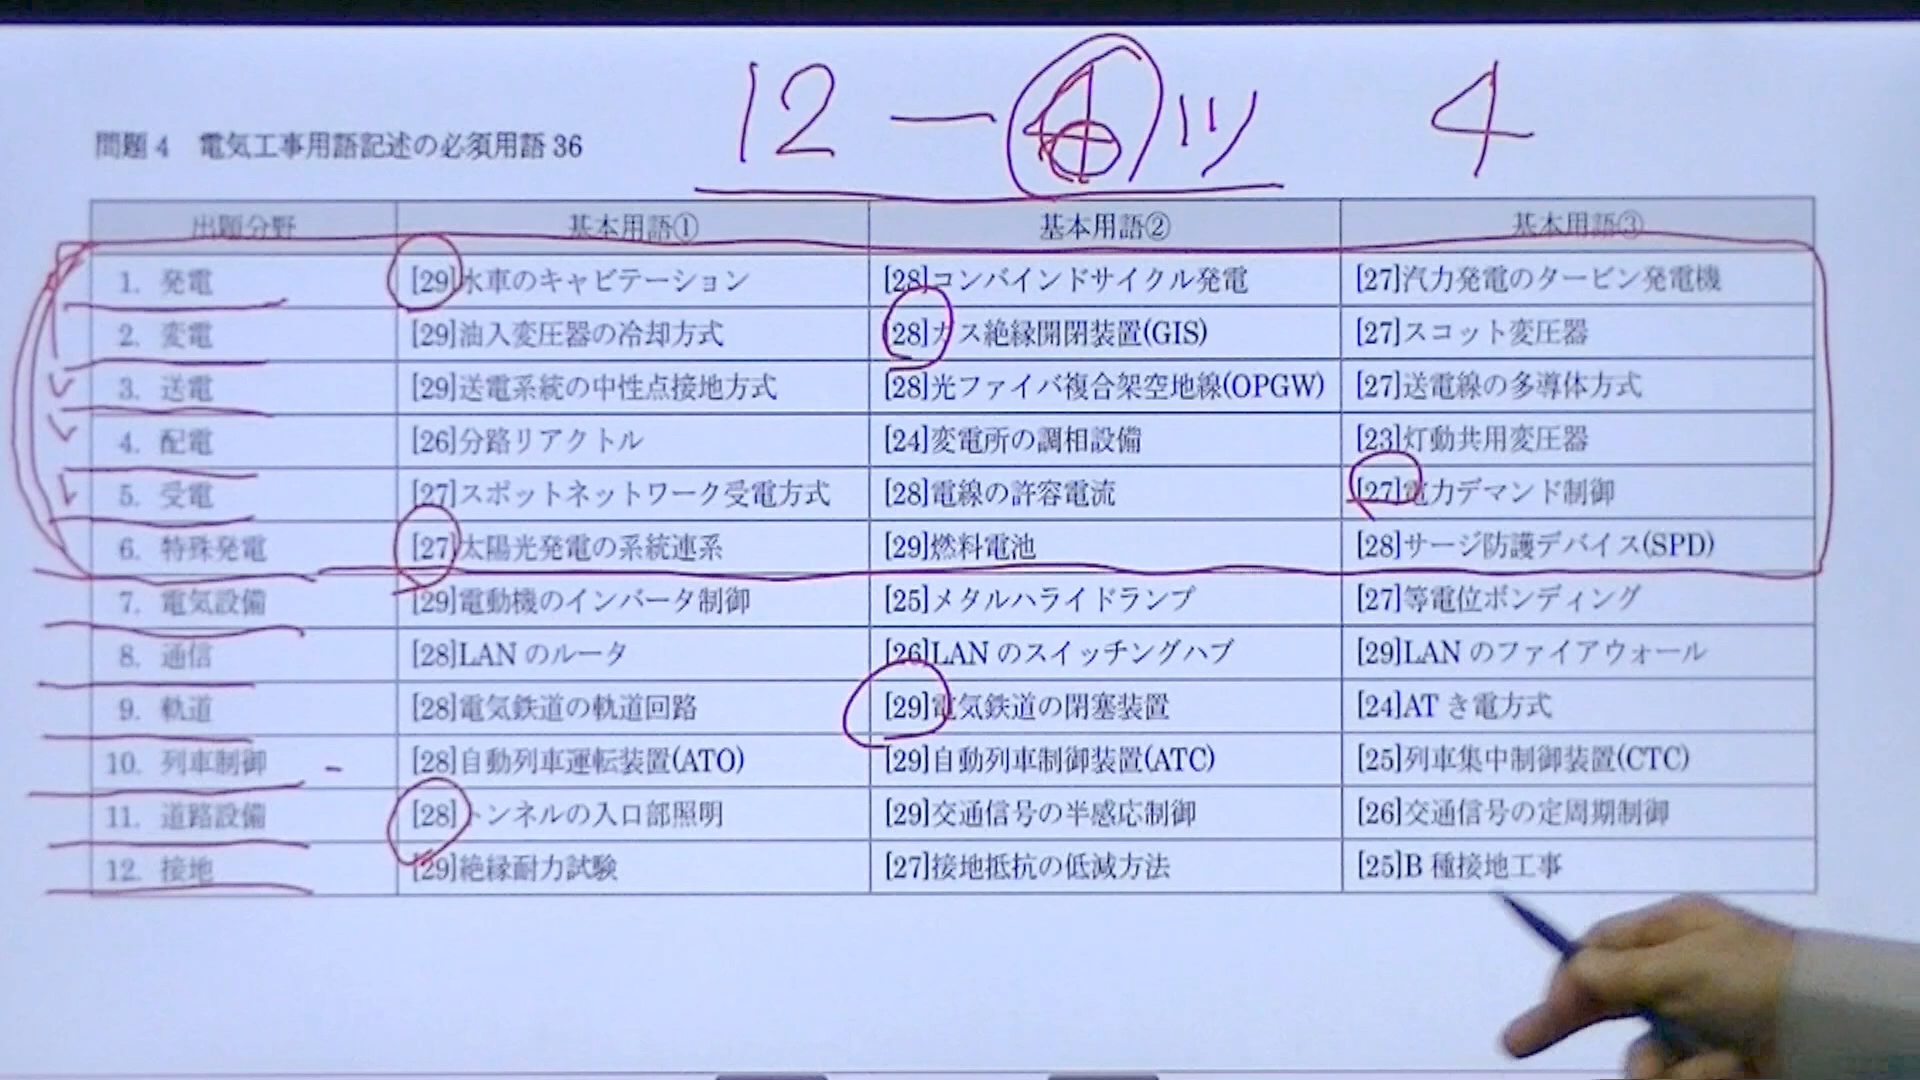 12 — 4 ツ 4
問題 4 電気工事用語記述の必須用語 36
出題分野 基本用語① 基本用語② 基本用語③
1. 発電 [29]水車のキャビテーション [28]コンバインドサイクル発電 [27]汽力発電のタービン発電機
2. 変電 [29]油入変圧器の冷却方式 [28]ガス絶縁開閉装置(GIS) [27]スコット変圧器
3. 送電 [29]送電系統の中性点接地方式 [28]光ファイバ複合架空地線(OPGW) [27]送電線の多導体方式
4. 配電 [26]分路リアクトル [24]変電所の調相設備 [23]灯動共用変圧器
5. 受電 [27]スポットネットワーク受電方式 [28]電線の許容電流 [27]電力デマンド制御
6. 特殊発電 [27]太陽光発電の系統連系 [29]燃料電池 [28]サージ防護デバイス(SPD)
7. 電気設備 [29]電動機のインバータ制御 [25]メタルハライドランプ [27]等電位ボンディング
8. 通信 [28]LAN のルータ [26]LAN のスイッチングハブ [29]LAN のファイアウォール
9. 軌道 [28]電気鉄道の軌道回路 [29]電気鉄道の閉塞装置 [24]AT き電方式
10. 列車制御 [28]自動列車運転装置(ATO) [29]自動列車制御装置(ATC) [25]列車集中制御装置(CTC)
11. 道路設備 [28]トンネルの入口部照明 [29]交通信号の半感応制御 [26]交通信号の定周期制御
12. 接地 [29]絶縁耐力試験 [27]接地抵抗の低減方法 [25]B 種接地工事